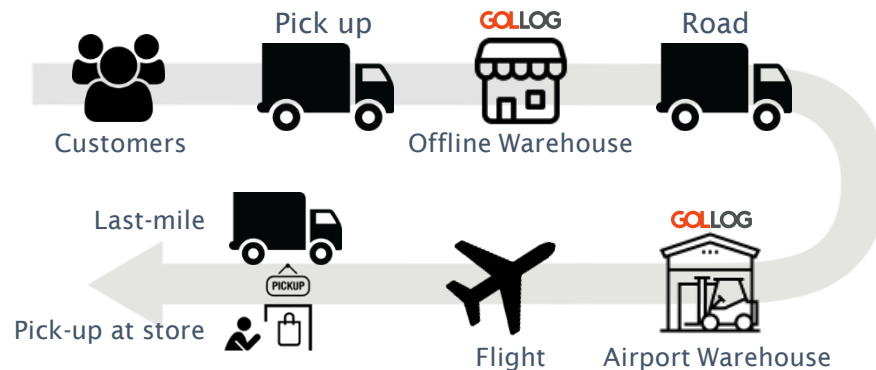 Pick up
GOLLOG
Road
Customers
Offline Warehouse
Last-mile
GOLLOG
PICKUP
Pick-up at store
Flight
Airport Warehouse